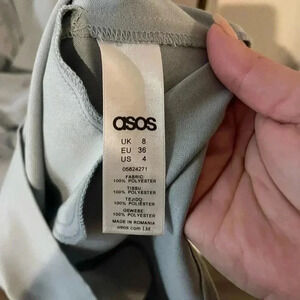 asos
UK 8
EU 36
US 4
05824271
FABRIC
100% POLYESTER
TISSU
100% POLYESTER
TEJIDO
100% POLYESTER
GEWEBE
100% POLYESTER
MADE IN ROMANIA
asos.com Ltd